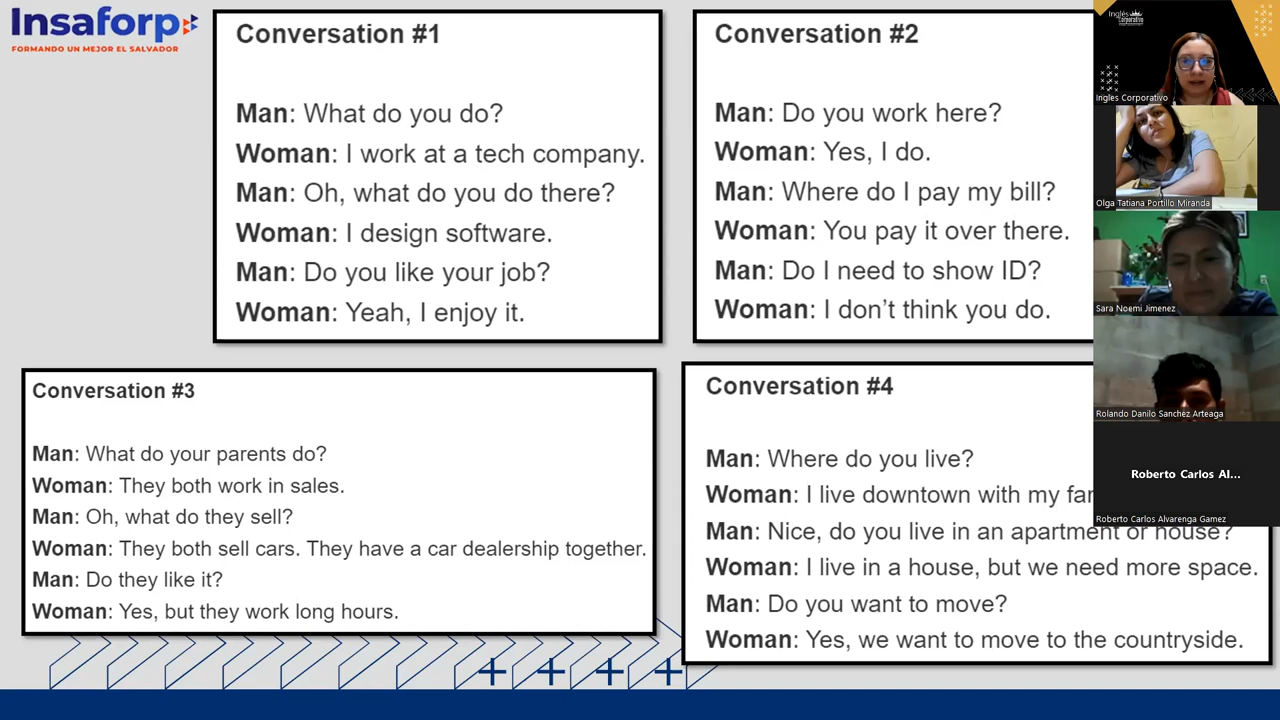 Insaforp
FORMANDO UN MEJOR EL SALVADOR
Conversation #1
Man: What do you do?
Woman: I work at a tech company.
Man: Oh, what do you do there?
Woman: I design software.
Man: Do you like your job?
Woman: Yeah, I enjoy it.
Conversation #2
Man: Do you work here?
Woman: Yes, I do.
Man: Where do I pay my bill?
Woman: You pay it over there.
Man: Do I need to show ID?
Woman: I don’t think you do.
Conversation #3
Man: What do your parents do?
Woman: They both work in sales.
Man: Oh, what do they sell?
Woman: They both sell cars. They have a car dealership together.
Man: Do they like it?
Woman: Yes, but they work long hours.
Conversation #4
Man: Where do you live?
Woman: I live downtown with my
Man: Nice, do you live in an apartment or house?
Woman: I live in a house, but we need more space.
Man: Do you want to move?
Woman: Yes, we want to move to the countryside.
Inglés
Corporativo
Ingles Corporativo
Olga Tatiana Portillo Miranda
Sara Noemi Jimenez
Rolando Danilo Sanchez Arteaga
Roberto Carlos Al...
Roberto Carlos Alvarenga Gamez